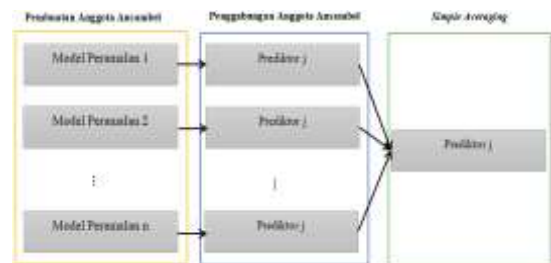 Pembuatan Anggota Ansambel
Penggabungan Anggota Ansambel
Simple Averaging
Model Peramalan 1
Prediktor j
Model Peramalan 2
Prediktor j
Prediktor j
⋮
Model Peramalan n
Prediktor j